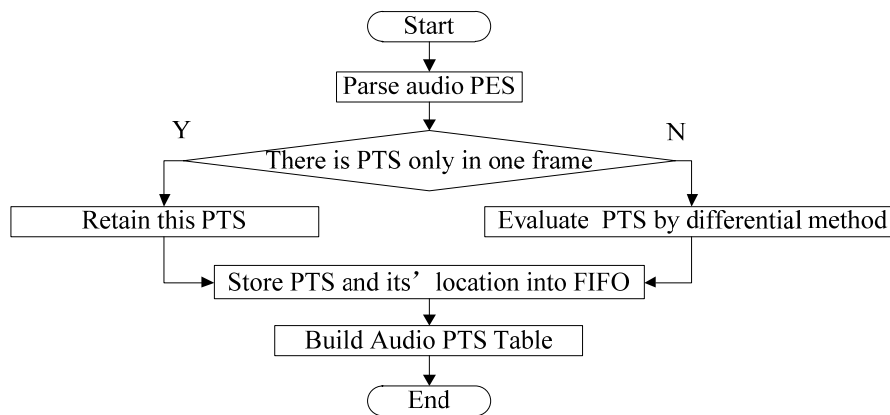 Start
Parse audio PES
Y
N
There is PTS only in one frame
Retain this PTS
Evaluate PTS by differential method
Store PTS and its’ location into FIFO
Build Audio PTS Table
End